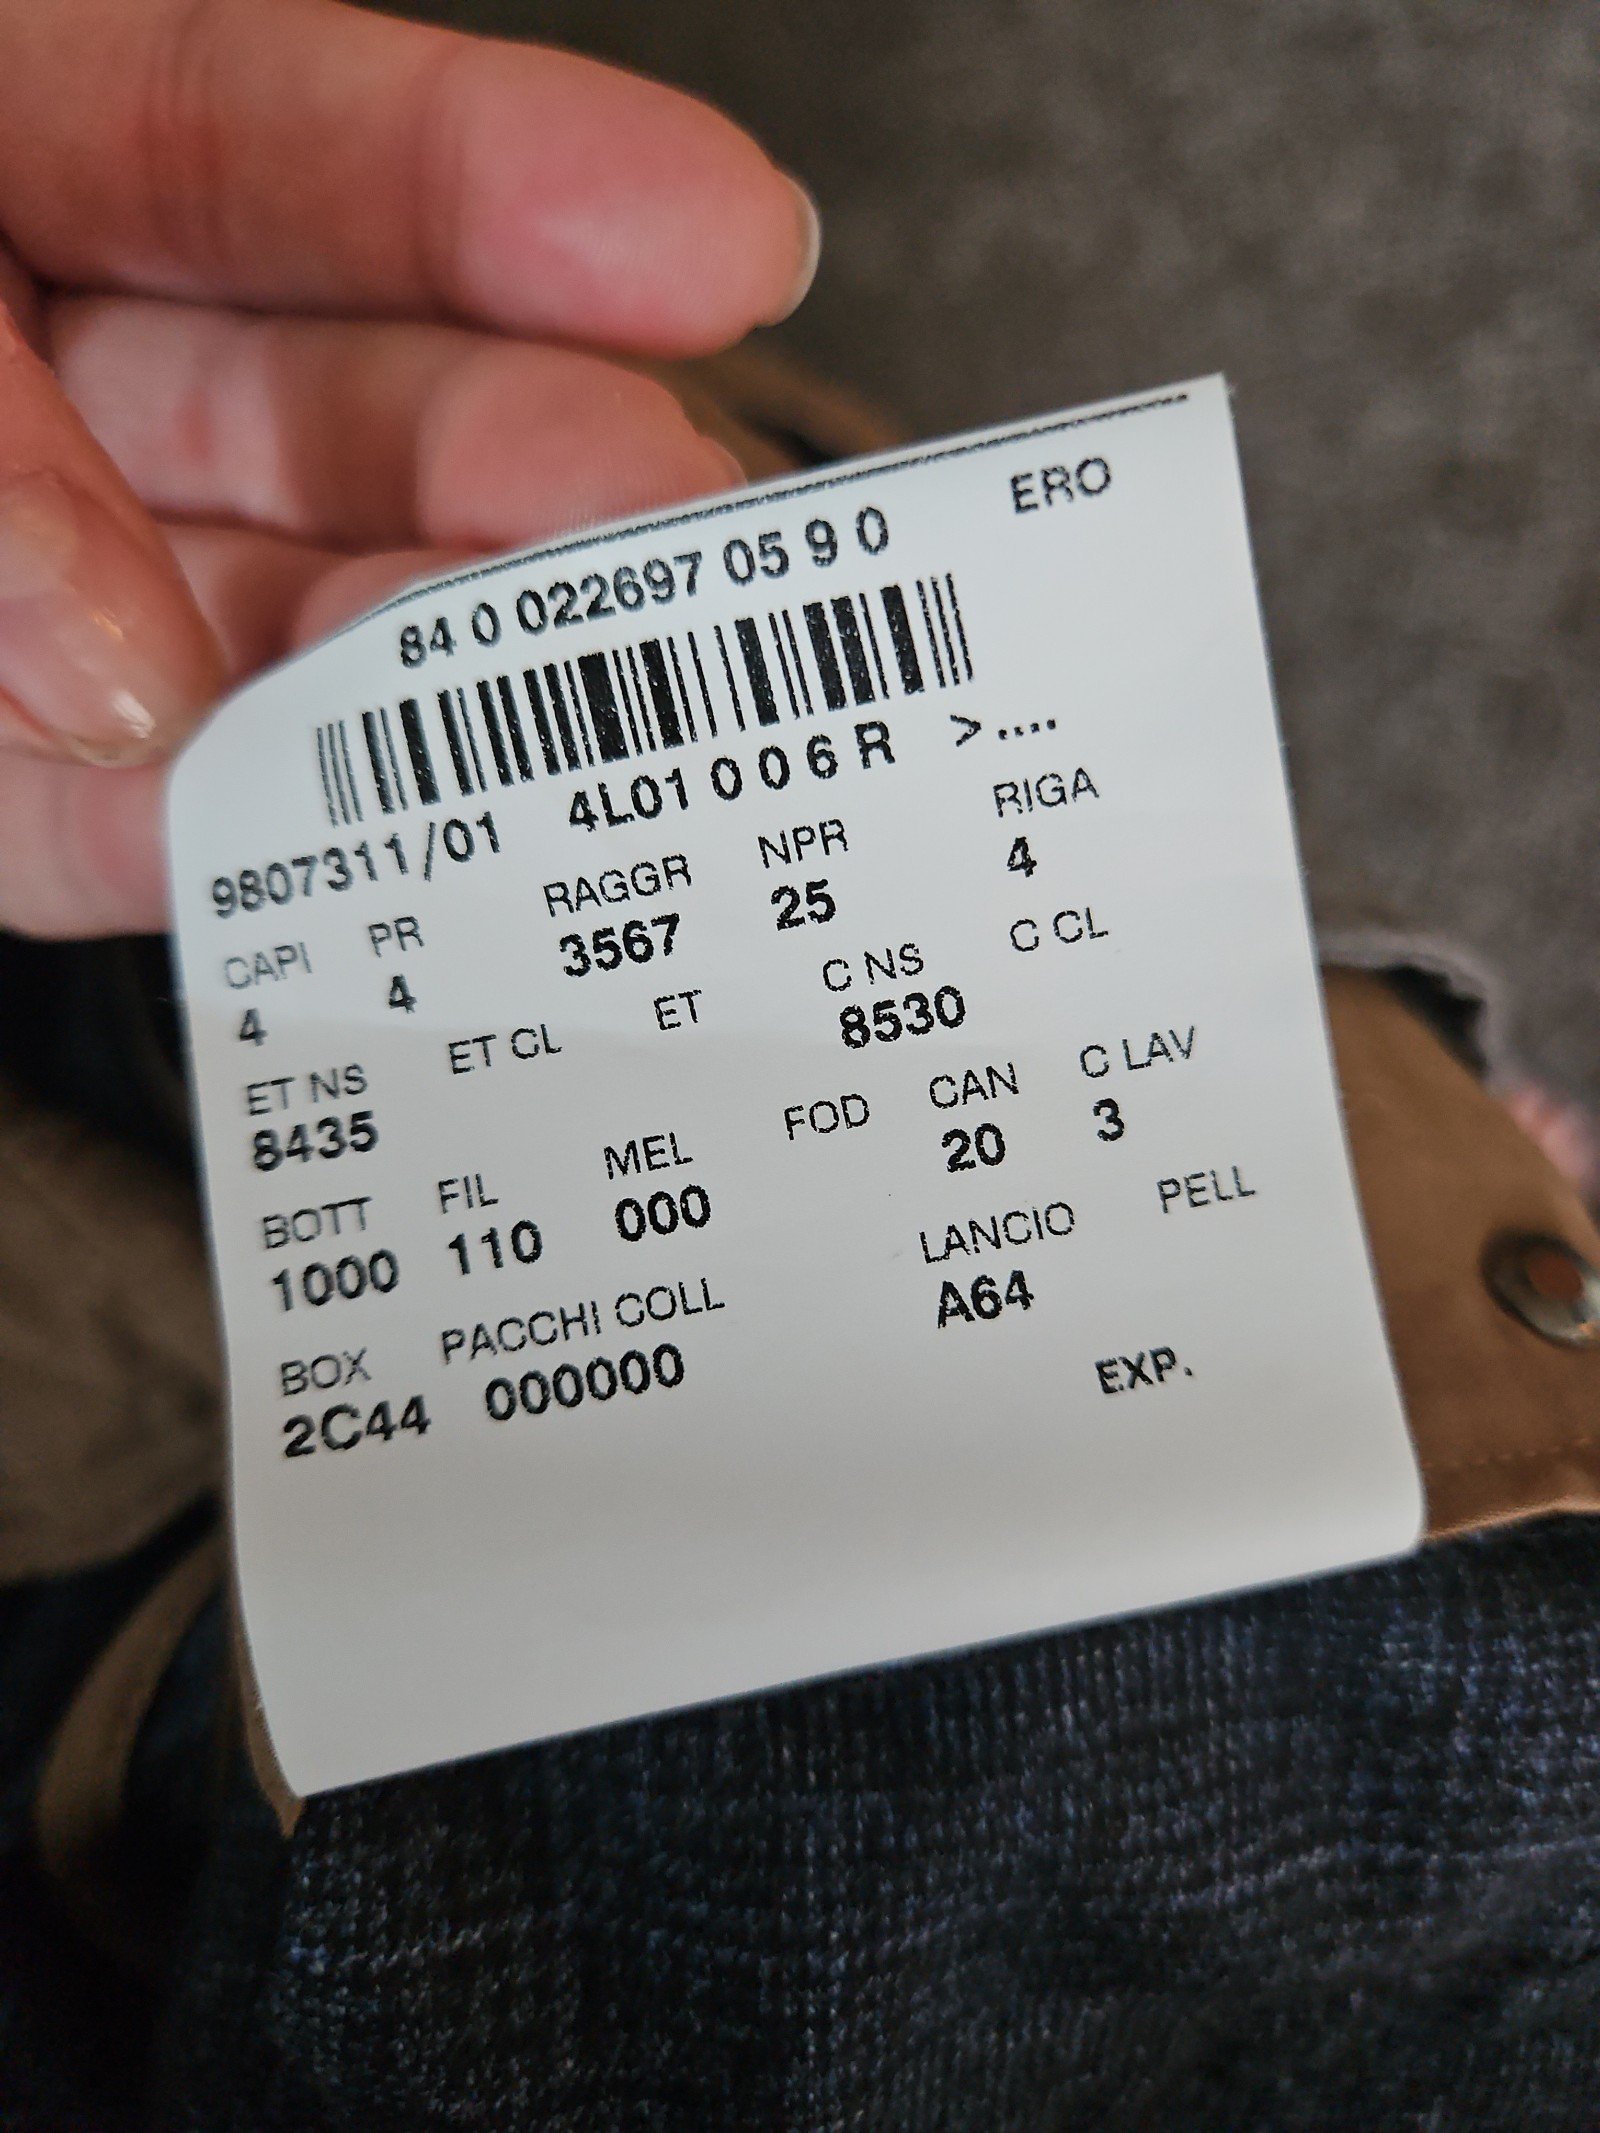 84 0 022697 05 9 0 ERO
9807311/01 4L01 0 0 6 R >....
CAPI PR RAGGR NPR RIGA
4 4 3567 25 4
ET NS ET CL ET C NS C CL
8435 8530
BOTT FIL MEL FOD CAN C LAV
1000 110 000 20 3
BOX PACCHI COLL LANCIO PELL
2C44 000000 A64
EXP.